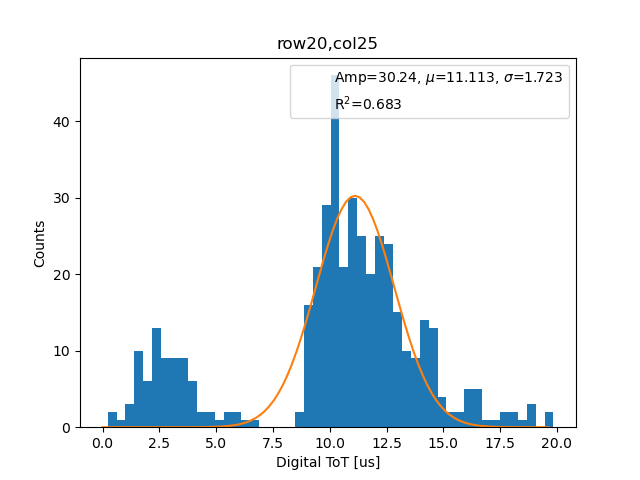 row20,col25
Amp=30.24, μ=11.113, σ=1.723
R²=0.683
Counts
40
30
20
10
0
0.0 2.5 5.0 7.5 10.0 12.5 15.0 17.5 20.0
Digital ToT [us]